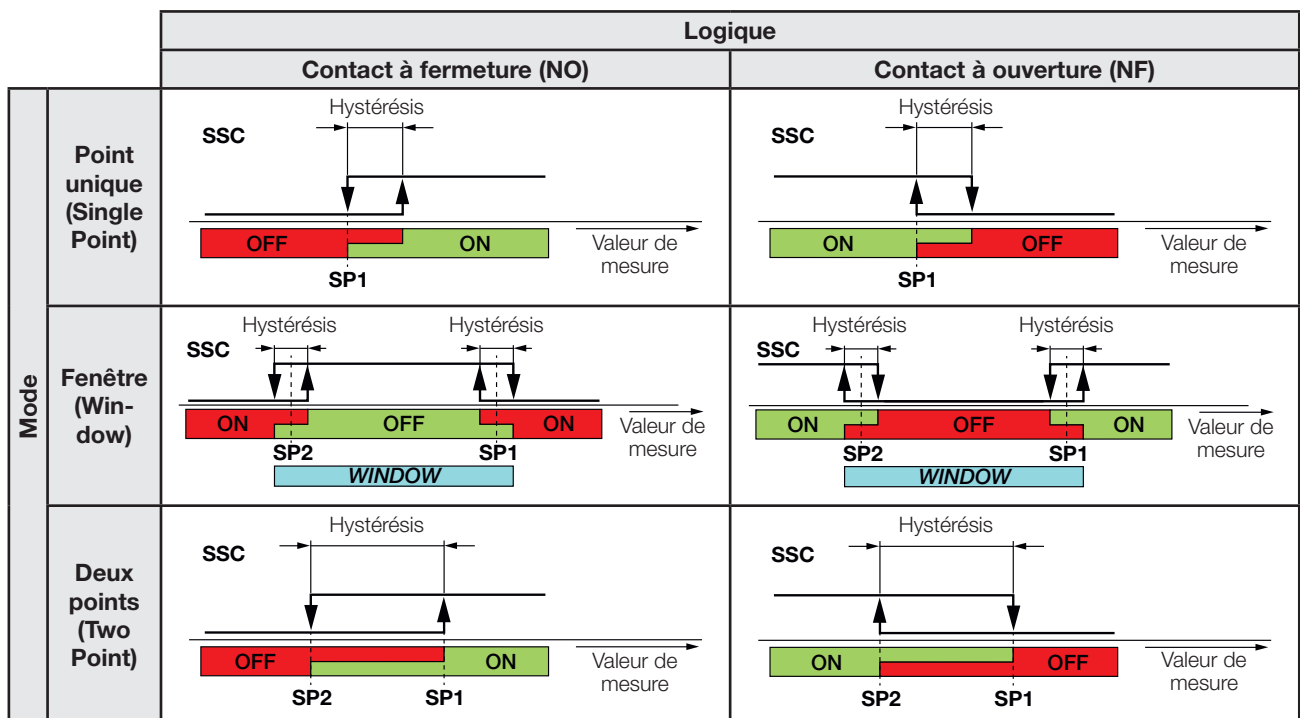 Logique
Contact à fermeture (NO)
Contact à ouverture (NF)
Mode
Point
unique
(Single
Point)
Hystérésis
SSC
OFF
ON
Valeur de
mesure
SP1
Hystérésis
SSC
ON
OFF
Valeur de
mesure
SP1
Fenêtre
(Win-
dow)
Hystérésis
Hystérésis
SSC
ON
OFF
ON
Valeur de
mesure
SP2
SP1
WINDOW
Hystérésis
Hystérésis
SSC
ON
OFF
ON
Valeur de
mesure
SP2
SP1
WINDOW
Deux
points
(Two
Point)
Hystérésis
SSC
OFF
ON
Valeur de
mesure
SP2
SP1
Hystérésis
SSC
ON
OFF
Valeur de
mesure
SP2
SP1